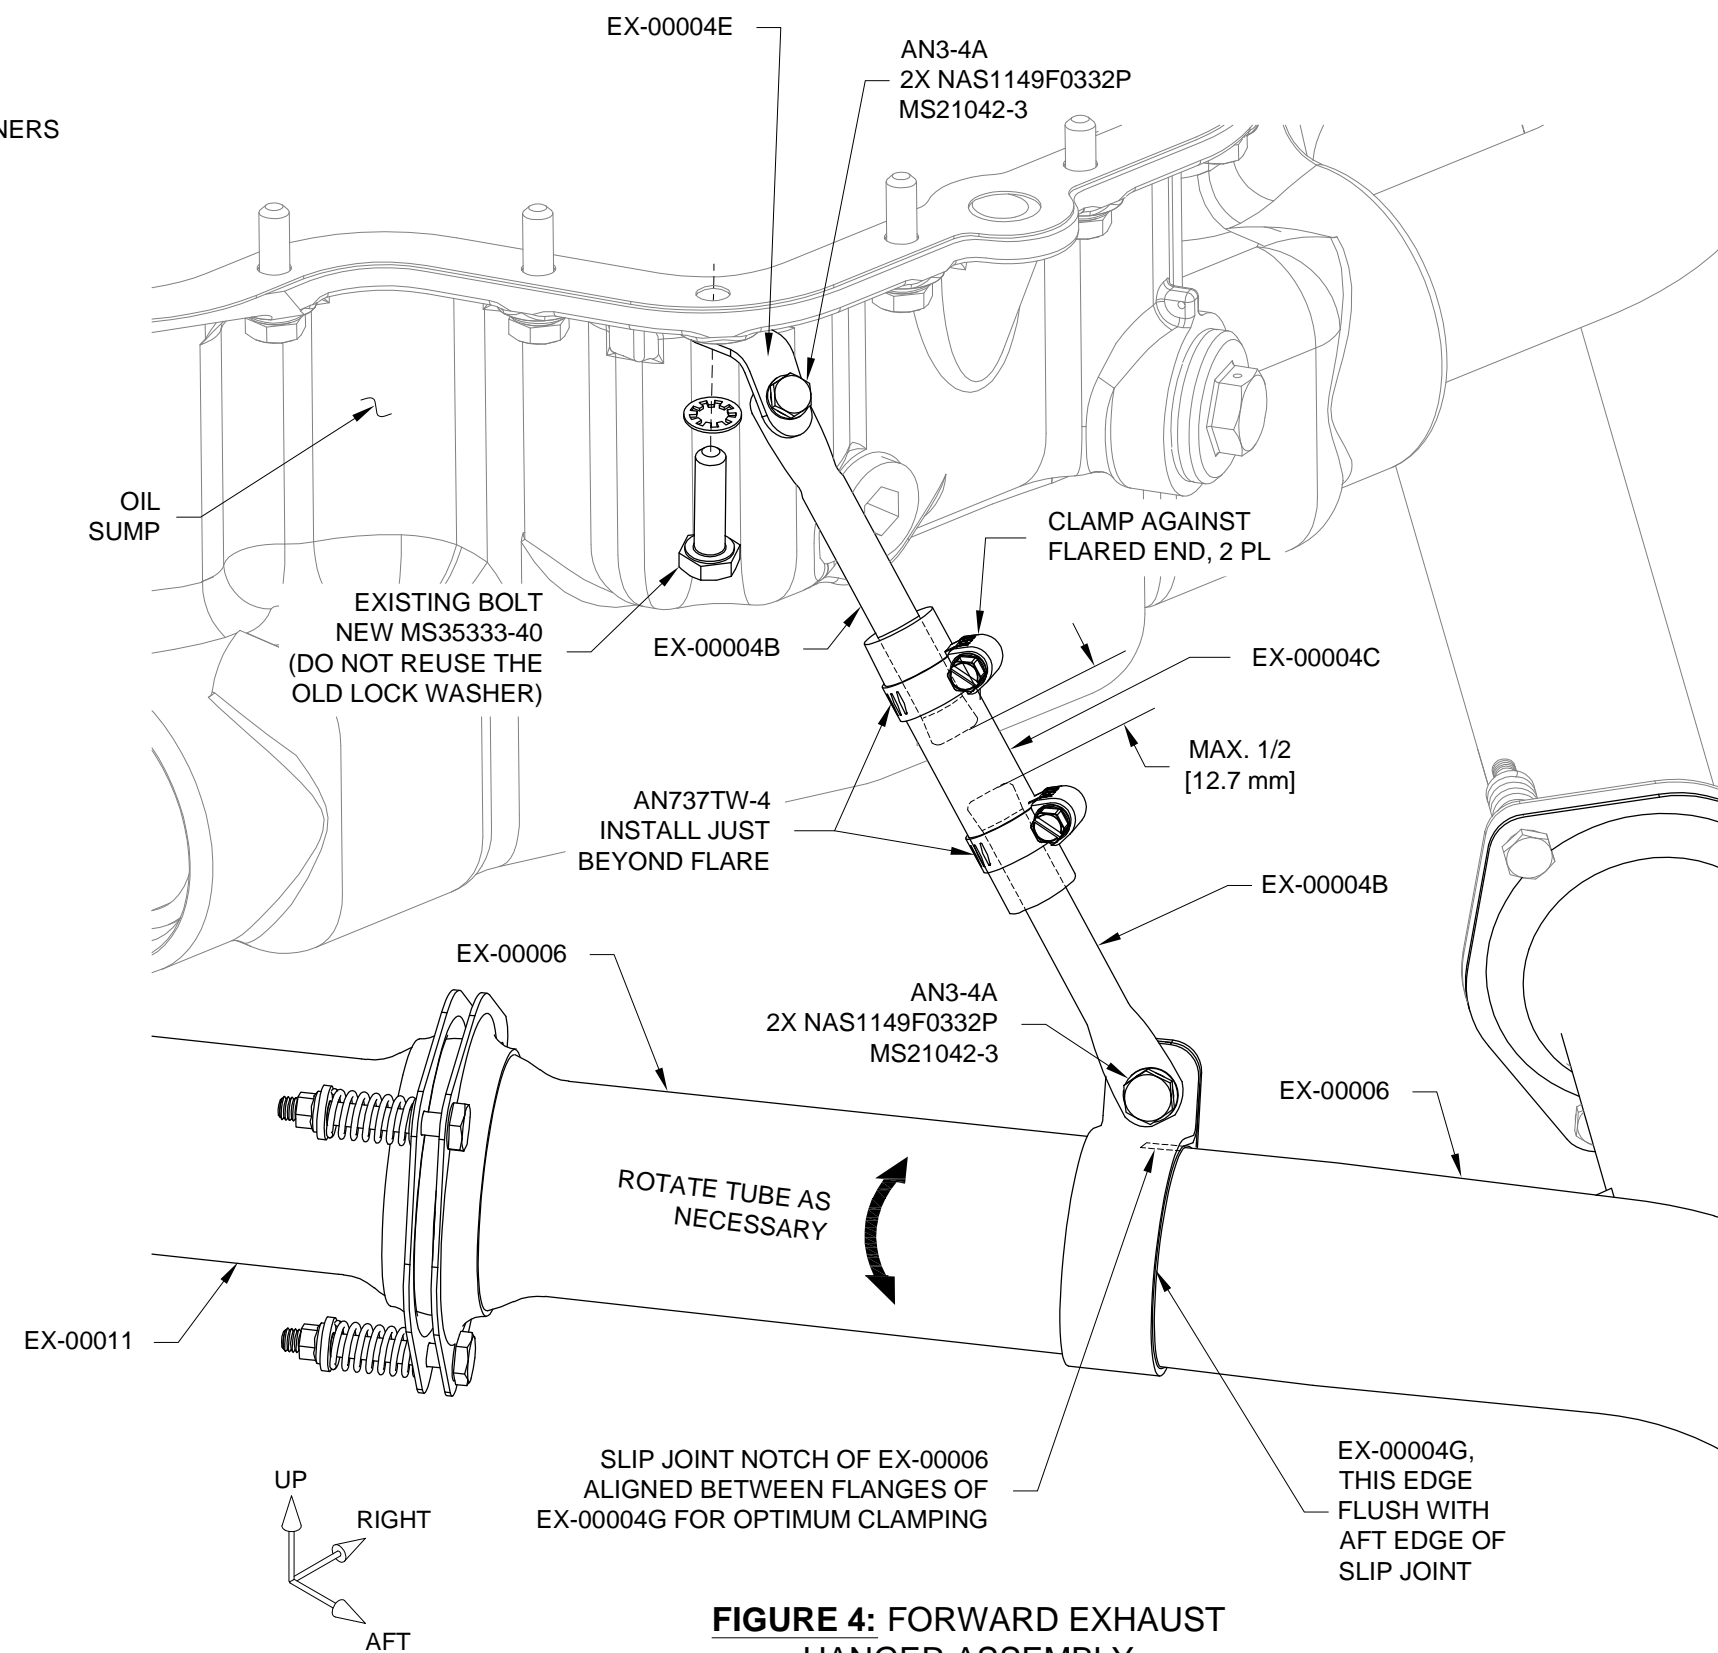 EX-00004E
AN3-4A
2X NAS1149F0332P
MS21042-3
NERS
OIL
SUMP
CLAMP AGAINST
FLARED END, 2 PL
EXISTING BOLT
NEW MS35333-40
(DO NOT REUSE THE
OLD LOCK WASHER)
EX-00004B
EX-00004C
MAX. 1/2
[12.7 mm]
AN737TW-4
INSTALL JUST
BEYOND FLARE
EX-00004B
EX-00006
AN3-4A
2X NAS1149F0332P
MS21042-3
EX-00006
ROTATE TUBE AS
NECESSARY
EX-00011
SLIP JOINT NOTCH OF EX-00006
ALIGNED BETWEEN FLANGES OF
EX-00004G FOR OPTIMUM CLAMPING
EX-00004G,
THIS EDGE
FLUSH WITH
AFT EDGE OF
SLIP JOINT
UP
RIGHT
AFT
FIGURE 4: FORWARD EXHAUST
HANGER ASSEMBLY